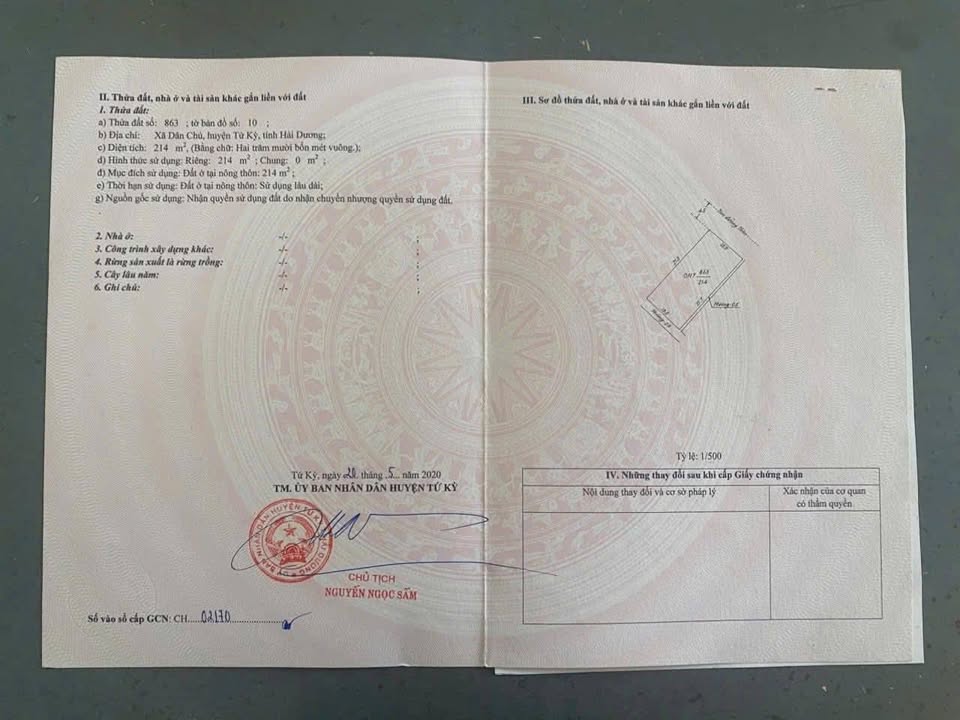 II. Thửa đất, nhà ở và tài sản khác gắn liền với đất
1. Thửa đất:
a) Thửa đất số: 863 ; tờ bản đồ số: 10 ;
b) Địa chỉ: Xã Dân Chủ, huyện Tứ Kỳ, tỉnh Hải Dương;
c) Diện tích: 214 m², (Bằng chữ: Hai trăm mười bốn mét vuông.);
d) Hình thức sử dụng: Riêng: 214 m² ; Chung: 0 m² ;
đ) Mục đích sử dụng: Đất ở tại nông thôn: 214 m² ;
e) Thời hạn sử dụng: Đất ở tại nông thôn: Sử dụng lâu dài;
g) Nguồn gốc sử dụng: Nhận quyền sử dụng đất do nhận chuyển nhượng quyền sử dụng đất.
2. Nhà ở: -/- ;
3. Công trình xây dựng khác: -/- ;
4. Rừng sản xuất là rừng trồng: -/- ;
5. Cây lâu năm: -/- ;
6. Ghi chú: -/- ;
Tứ Kỳ, ngày 20 tháng 5 năm 2020
TM. ỦY BAN NHÂN DÂN HUYỆN TỨ KỲ
CHỦ TỊCH
NGUYỄN NGỌC SẪM
Số vào sổ cấp GCN: CH 02170
III. Sơ đồ thửa đất, nhà ở và tài sản khác gắn liền với đất
ONT 863
214
Mương CŨ
Tỷ lệ: 1/500
IV. Những thay đổi sau khi cấp Giấy chứng nhận
Nội dung thay đổi và cơ sở pháp lý
Xác nhận của cơ quan
có thẩm quyền